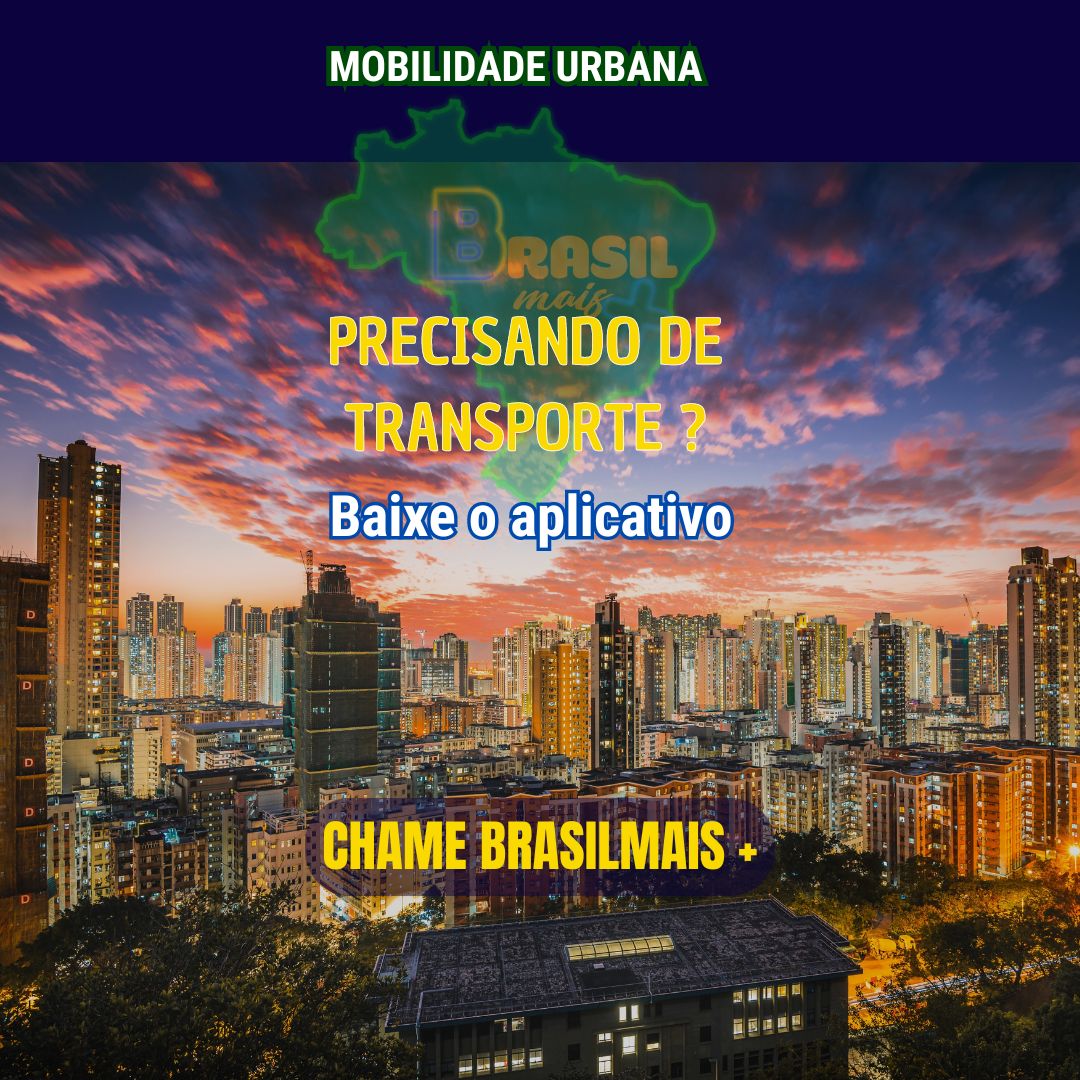 MOBILIDADE URBANA
BRASIL
mais
PRECISANDO DE
TRANSPORTE ?
Baixe o aplicativo
D
D
D
D
D
CHAME BRASILMAIS +